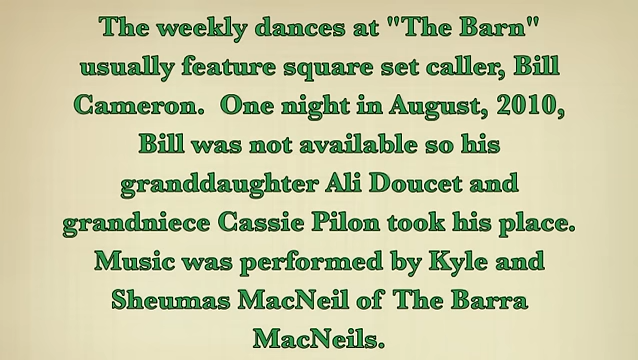 The weekly dances at "The Barn"
usually feature square set caller, Bill
Cameron.  One night in August, 2010,
Bill was not available so his
granddaughter Ali Doucet and
grandniece Cassie Pilon took his place.
Music was performed by Kyle and
Sheumas MacNeil of The Barra
MacNeils.